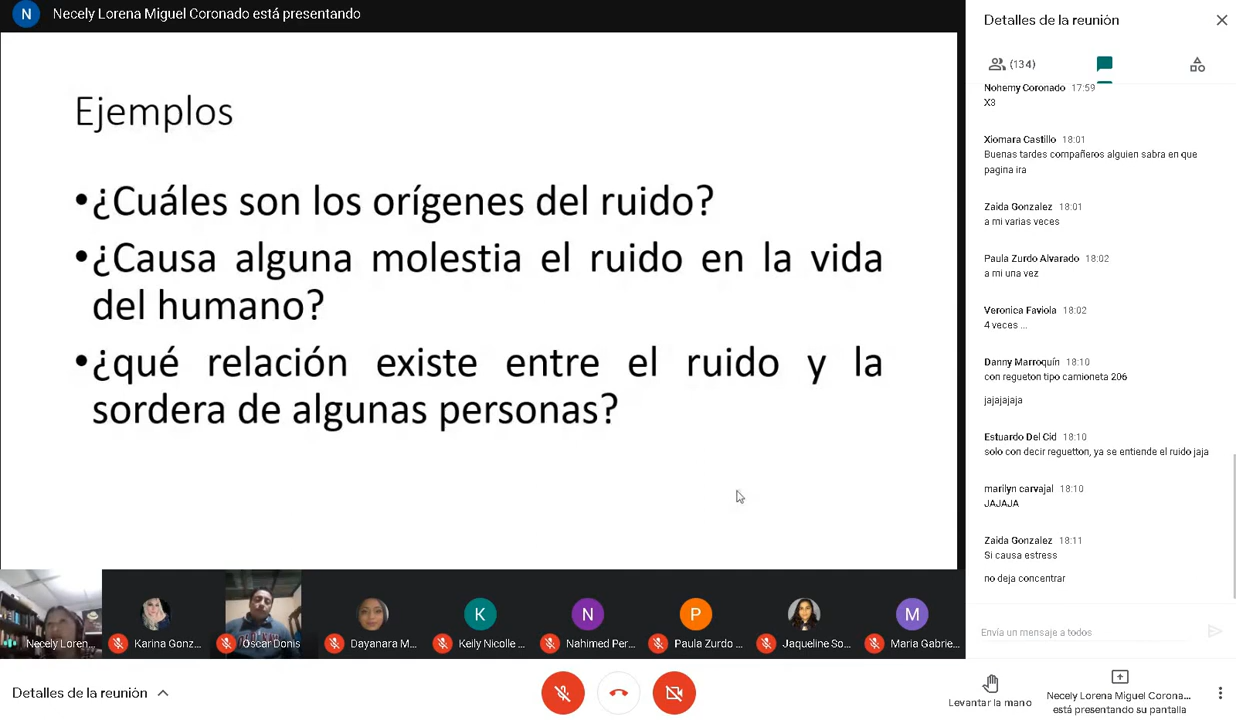 N Necely Lorena Miguel Coronado está presentando
Ejemplos
•¿Cuáles son los orígenes del ruido?
•¿Causa alguna molestia el ruido en la vida
del humano?
•¿qué relación existe entre el ruido y la
sordera de algunas personas?
Necely Loren...
Karina Gonz...
Oscar Donis
Dayanara M...
K
Keily Nicolle ...
N
Nahimed Per...
P
Paula Zurdo ...
Jaqueline So...
M
Maria Gabrie...
Detalles de la reunión
Detalles de la reunión
(134)
Nohemy Coronado 17:59
X3
Xiomara Castillo 18:01
Buenas tardes compañeros alguien sabra en que
pagina ira
Zaida Gonzalez 18:01
a mi varias veces
Paula Zurdo Alvarado 18:02
a mi una vez
Veronica Faviola 18:02
4 veces ...
Danny Marroquín 18:10
con regueton tipo camioneta 206
jajajajaja
Estuardo Del Cid 18:10
solo con decir reguetton, ya se entiende el ruido jaja
marilyn carvajal 18:10
JAJAJA
Zaida Gonzalez 18:11
Si causa estress
no deja concentrar
Envía un mensaje a todos
Levantar la mano
Necely Lorena Miguel Corona...
está presentando su pantalla